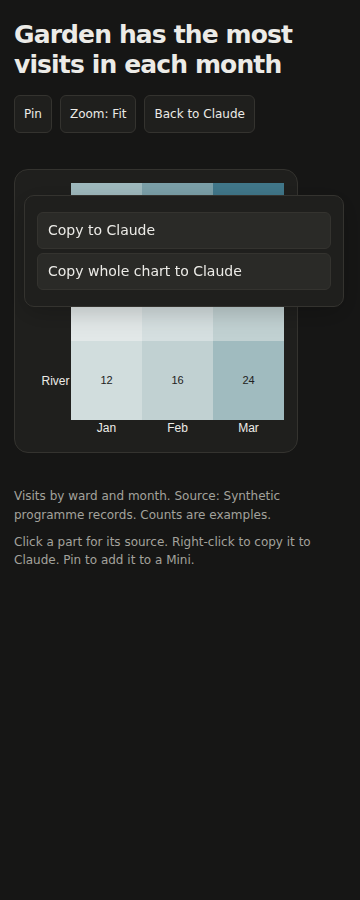 Garden has the most
visits in each month
Pin
Zoom: Fit
Back to Claude
Copy to Claude
Copy whole chart to Claude
River
12
16
24
Jan
Feb
Mar
Visits by ward and month. Source: Synthetic
programme records. Counts are examples.
Click a part for its source. Right-click to copy it to
Claude. Pin to add it to a Mini.